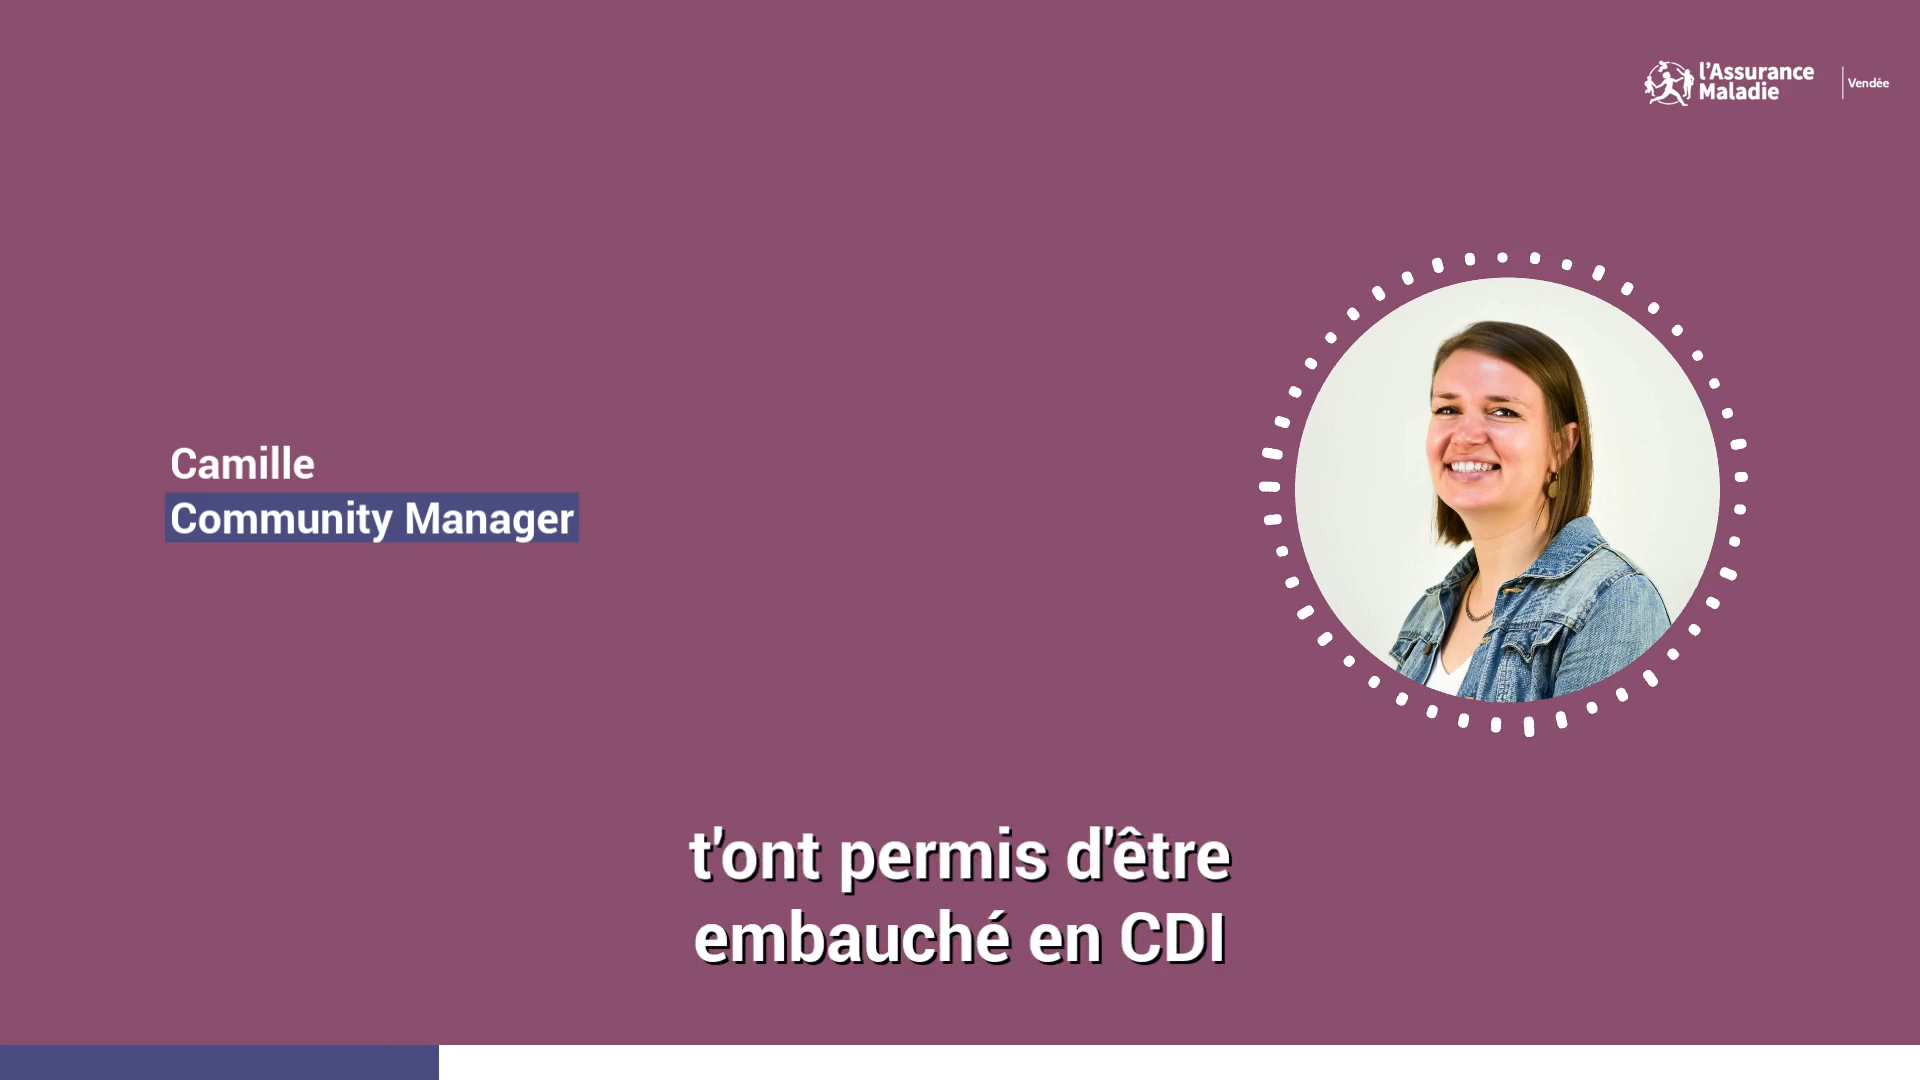 l'Assurance
Maladie
Vendée
Camille
Community Manager
t'ont permis d'être
embauché en CDI